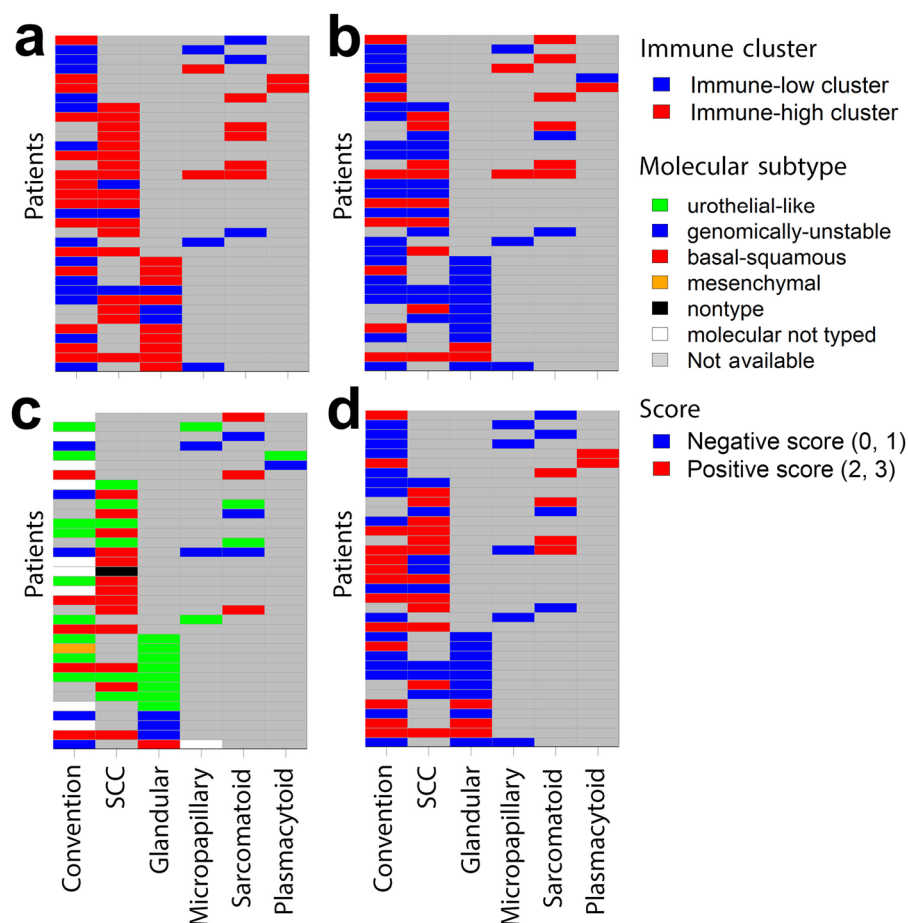 a
b
Patients
Patients
Immune cluster
Immune-low cluster
Immune-high cluster
Molecular subtype
urothelial-like
genomically-unstable
basal-squamous
mesenchymal
nontype
molecular not typed
Not available
Score
Negative score (0, 1)
Positive score (2, 3)
c
d
Patients
Patients
Convention
SCC
Glandular
Micropapillary
Sarcomatoid
Plasmacytoid
Convention
SCC
Glandular
Micropapillary
Sarcomatoid
Plasmacytoid